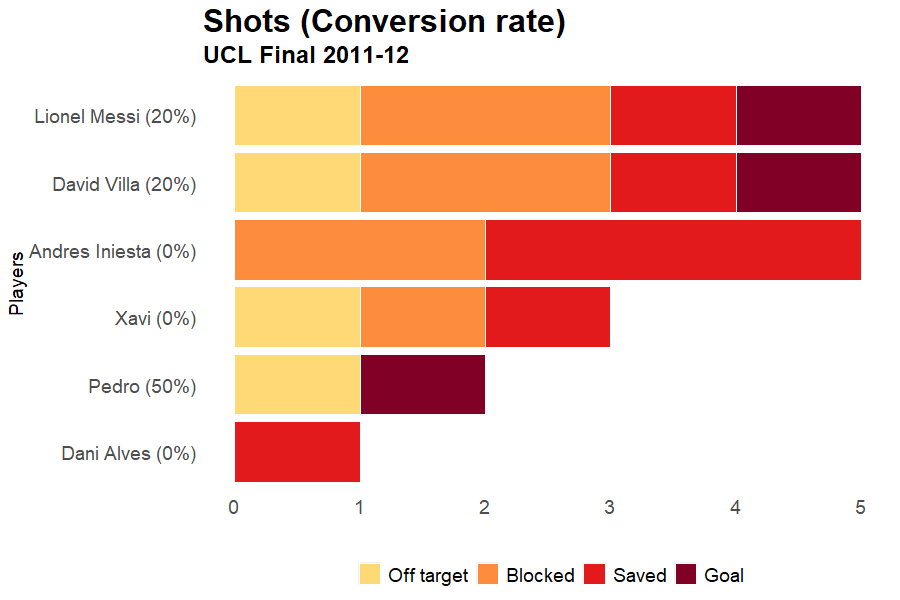 Shots (Conversion rate)
UCL Final 2011-12
Players
Lionel Messi (20%)
David Villa (20%)
Andres Iniesta (0%)
Xavi (0%)
Pedro (50%)
Dani Alves (0%)
0 1 2 3 4 5
Off target Blocked Saved Goal